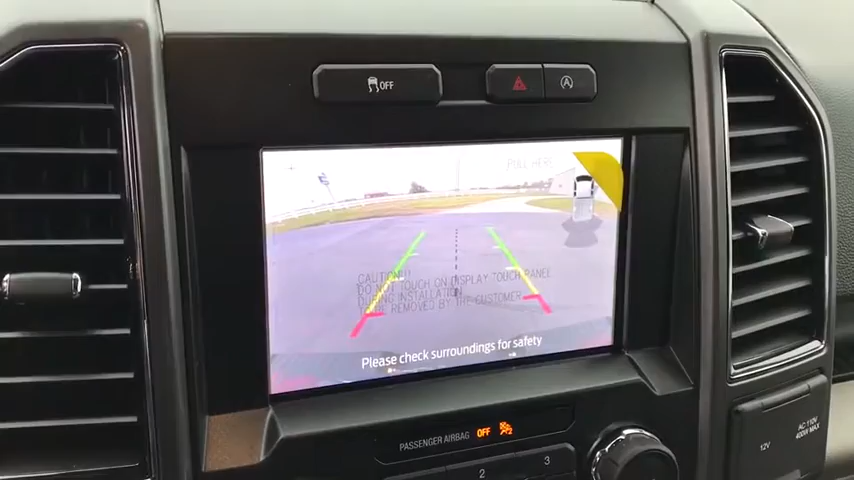 OFF
A
PULL HERE
CAUTION!!!
DO NOT TOUCH ON DISPLAY TOUCH PANEL
DURING INSTALLATION
REMOVED BY THE CUSTOMER
Please check surroundings for safety
PASSENGER AIRBAG OFF 2
2
3
12V
AC 110V
400W MAX